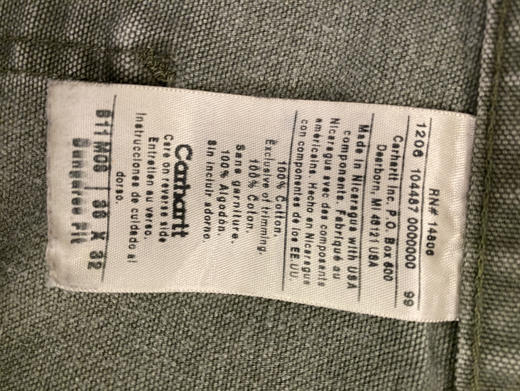 RN# 14806
1206 104487 0000000 99
Carhartt Inc. P.O. Box 600
Dearborn, MI 48121 USA
Made in Nicaragua with USA
components. Fabriqué au
Nicaragua avec des composants
américains. Hecho en Nicaragua
con componentes de los EE.UU.
100% Cotton.
Exclusive of trimming.
100% Coton.
Sans garniture.
100% Algodón.
Sin incluir adorno.
Carhartt
Care on reverse side
Entretien au verso.
Instrucciones de cuidado al
dorso.
B11 MOS 36 X 32
Dungaree Fit